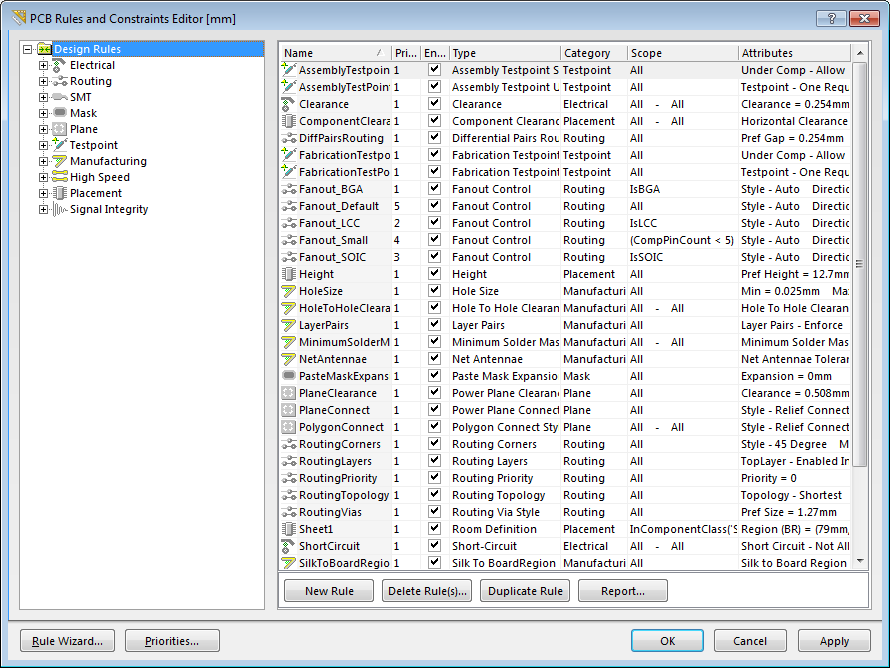 PCB Rules and Constraints Editor [mm]
Design Rules
Electrical
Routing
SMT
Mask
Plane
Testpoint
Manufacturing
High Speed
Placement
Signal Integrity
Name Pri... En... Type Category Scope Attributes
AssemblyTestpoin 1 Assembly Testpoint S Testpoint All Under Comp - Allow
AssemblyTestPoin 1 Assembly Testpoint U Testpoint All Testpoint - One Requ
Clearance 1 Clearance Electrical All - All Clearance = 0.254mm
ComponentCleara 1 Component Clearanc Placement All - All Horizontal Clearance
DiffPairsRouting 1 Differential Pairs Rou Routing All Pref Gap = 0.254mm
FabricationTestpo 1 Fabrication Testpoint Testpoint All Under Comp - Allow
FabricationTestPo 1 Fabrication Testpoint Testpoint All Testpoint - One Requ
Fanout_BGA 1 Fanout Control Routing IsBGA Style - Auto Directic
Fanout_Default 5 Fanout Control Routing All Style - Auto Directic
Fanout_LCC 2 Fanout Control Routing IsLCC Style - Auto Directic
Fanout_Small 4 Fanout Control Routing (CompPinCount < 5) Style - Auto Directic
Fanout_SOIC 3 Fanout Control Routing IsSOIC Style - Auto Directic
Height 1 Height Placement All Pref Height = 12.7mm
HoleSize 1 Hole Size Manufacturi All Min = 0.025mm Max
HoleToHoleCleara 1 Hole To Hole Clearan Manufacturi All - All Hole To Hole Clearan
LayerPairs 1 Layer Pairs Manufacturi All Layer Pairs - Enforce
MinimumSolderM 1 Minimum Solder Mas Manufacturi All - All Minimum Solder Mas
NetAntennae 1 Net Antennae Manufacturi All Net Antennae Toleran
PasteMaskExpans 1 Paste Mask Expansio Mask All Expansion = 0mm
PlaneClearance 1 Power Plane Clearanc Plane All Clearance = 0.508mm
PlaneConnect 1 Power Plane Connect Plane All Style - Relief Connect
PolygonConnect 1 Polygon Connect Sty Plane All - All Style - Relief Connect
RoutingCorners 1 Routing Corners Routing All Style - 45 Degree M
RoutingLayers 1 Routing Layers Routing All TopLayer - Enabled In
RoutingPriority 1 Routing Priority Routing All Priority = 0
RoutingTopology 1 Routing Topology Routing All Topology - Shortest
RoutingVias 1 Routing Via Style Routing All Pref Size = 1.27mm
Sheet1 1 Room Definition Placement InComponentClass('S Region (BR) = (79mm,
ShortCircuit 1 Short-Circuit Electrical All - All Short Circuit - Not All
SilkToBoardRegio 1 Silk To BoardRegion Manufacturi All Silk to Board Region
New Rule Delete Rule(s)... Duplicate Rule Report...
Rule Wizard... Priorities... OK Cancel Apply